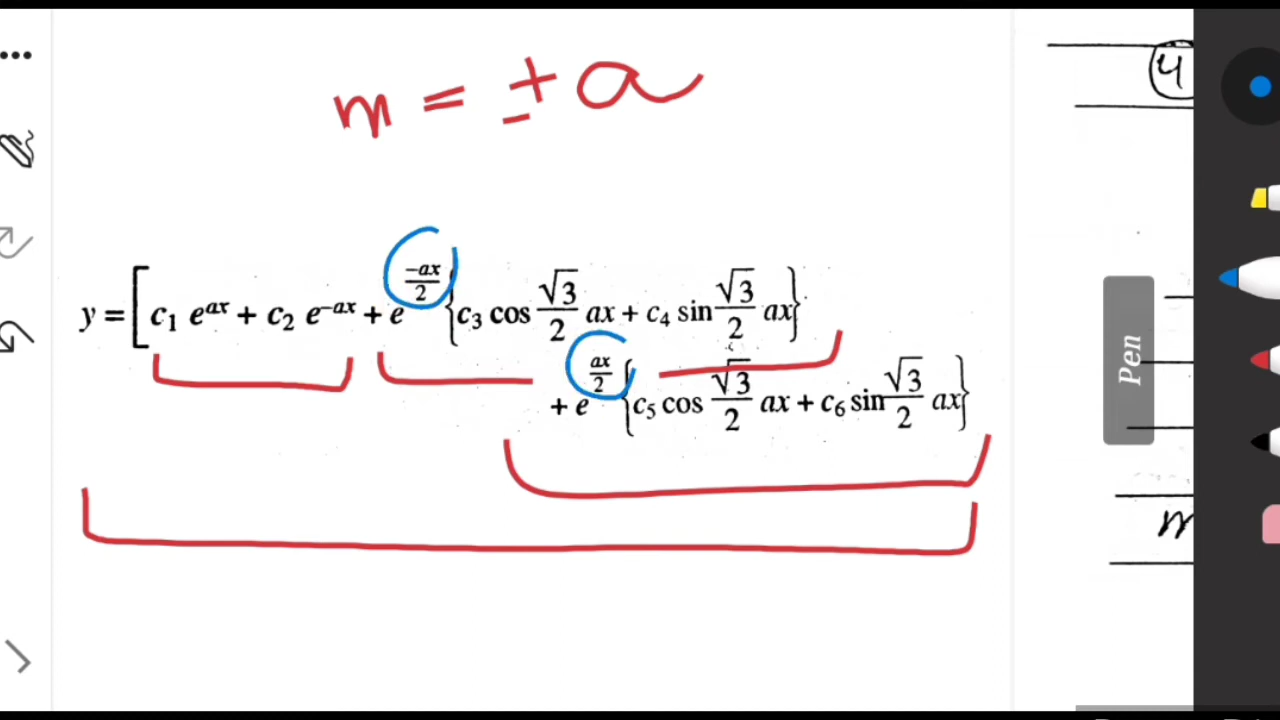 m = ± a
4
y = [ c₁ e^{ax} + c₂ e^{-ax} + e^{-ax/2} { c₃ cos √3/2 ax + c₄ sin √3/2 ax }
+ e^{ax/2} { c₅ cos √3/2 ax + c₆ sin √3/2 ax }
Pen
m